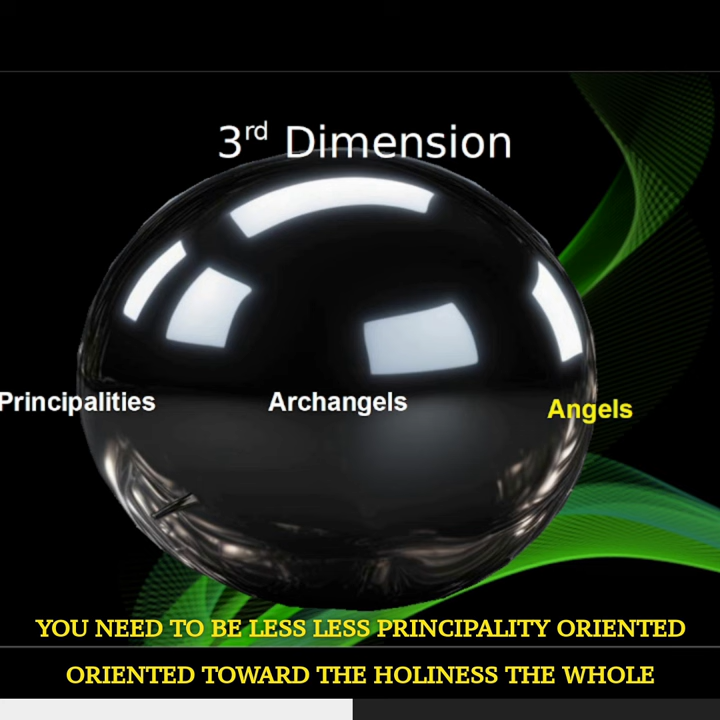 3rd Dimension
Principalities Archangels Angels
YOU NEED TO BE LESS LESS PRINCIPALITY ORIENTED
ORIENTED TOWARD THE HOLINESS THE WHOLE